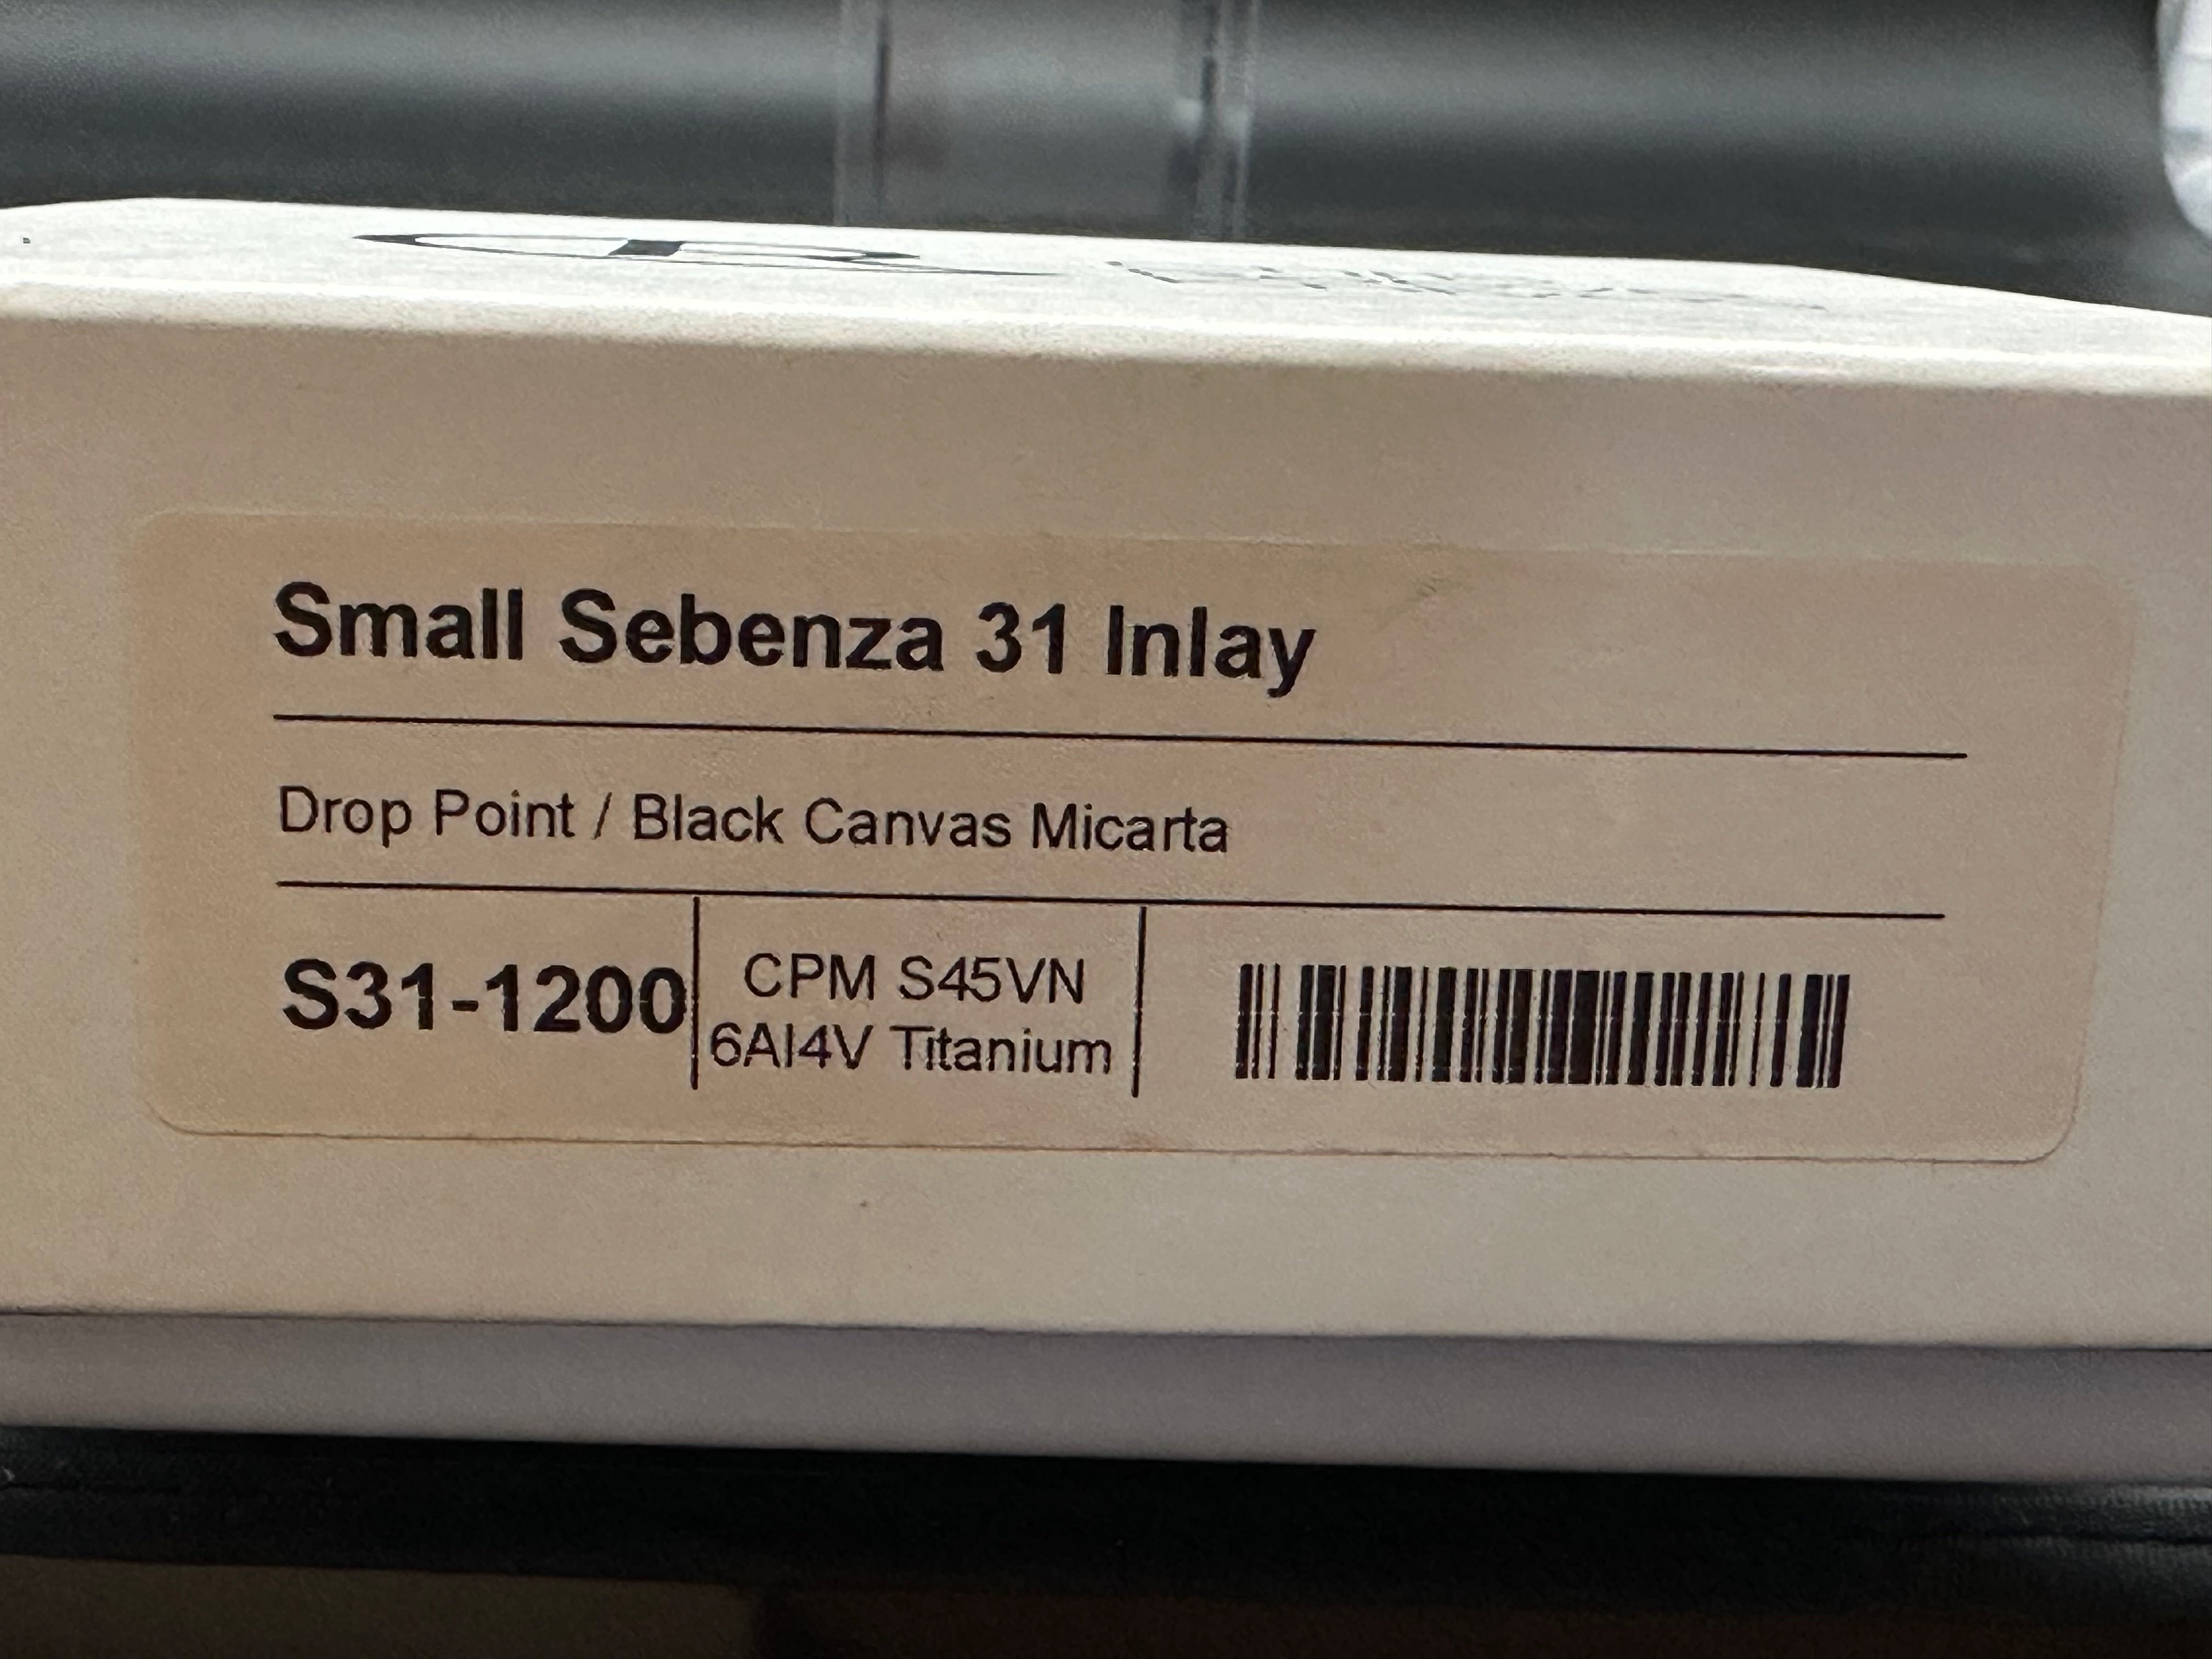 Small Sebenza 31 Inlay
Drop Point / Black Canvas Micarta
S31-1200
CPM S45VN
6Al4V Titanium